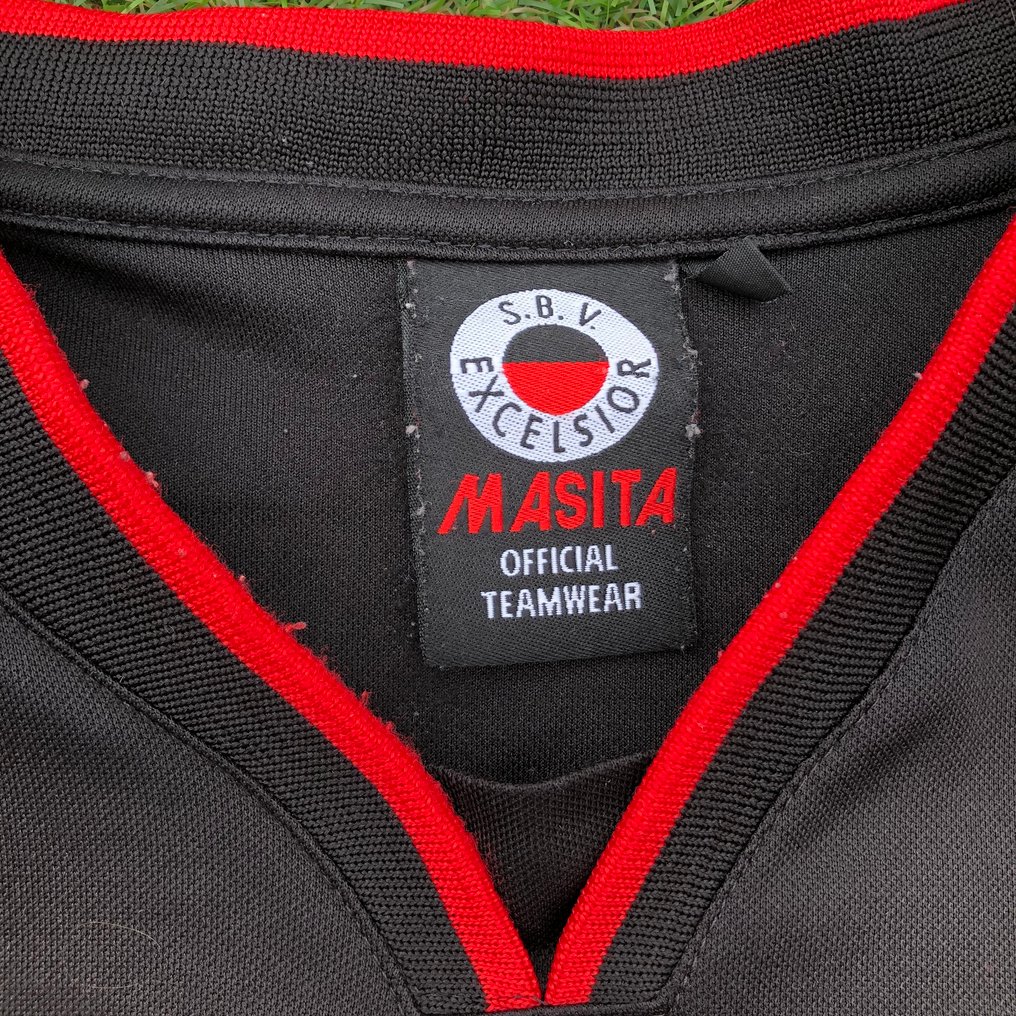 S.B.V.
EXCELSIOR
MASITA
OFFICIAL
TEAMWEAR